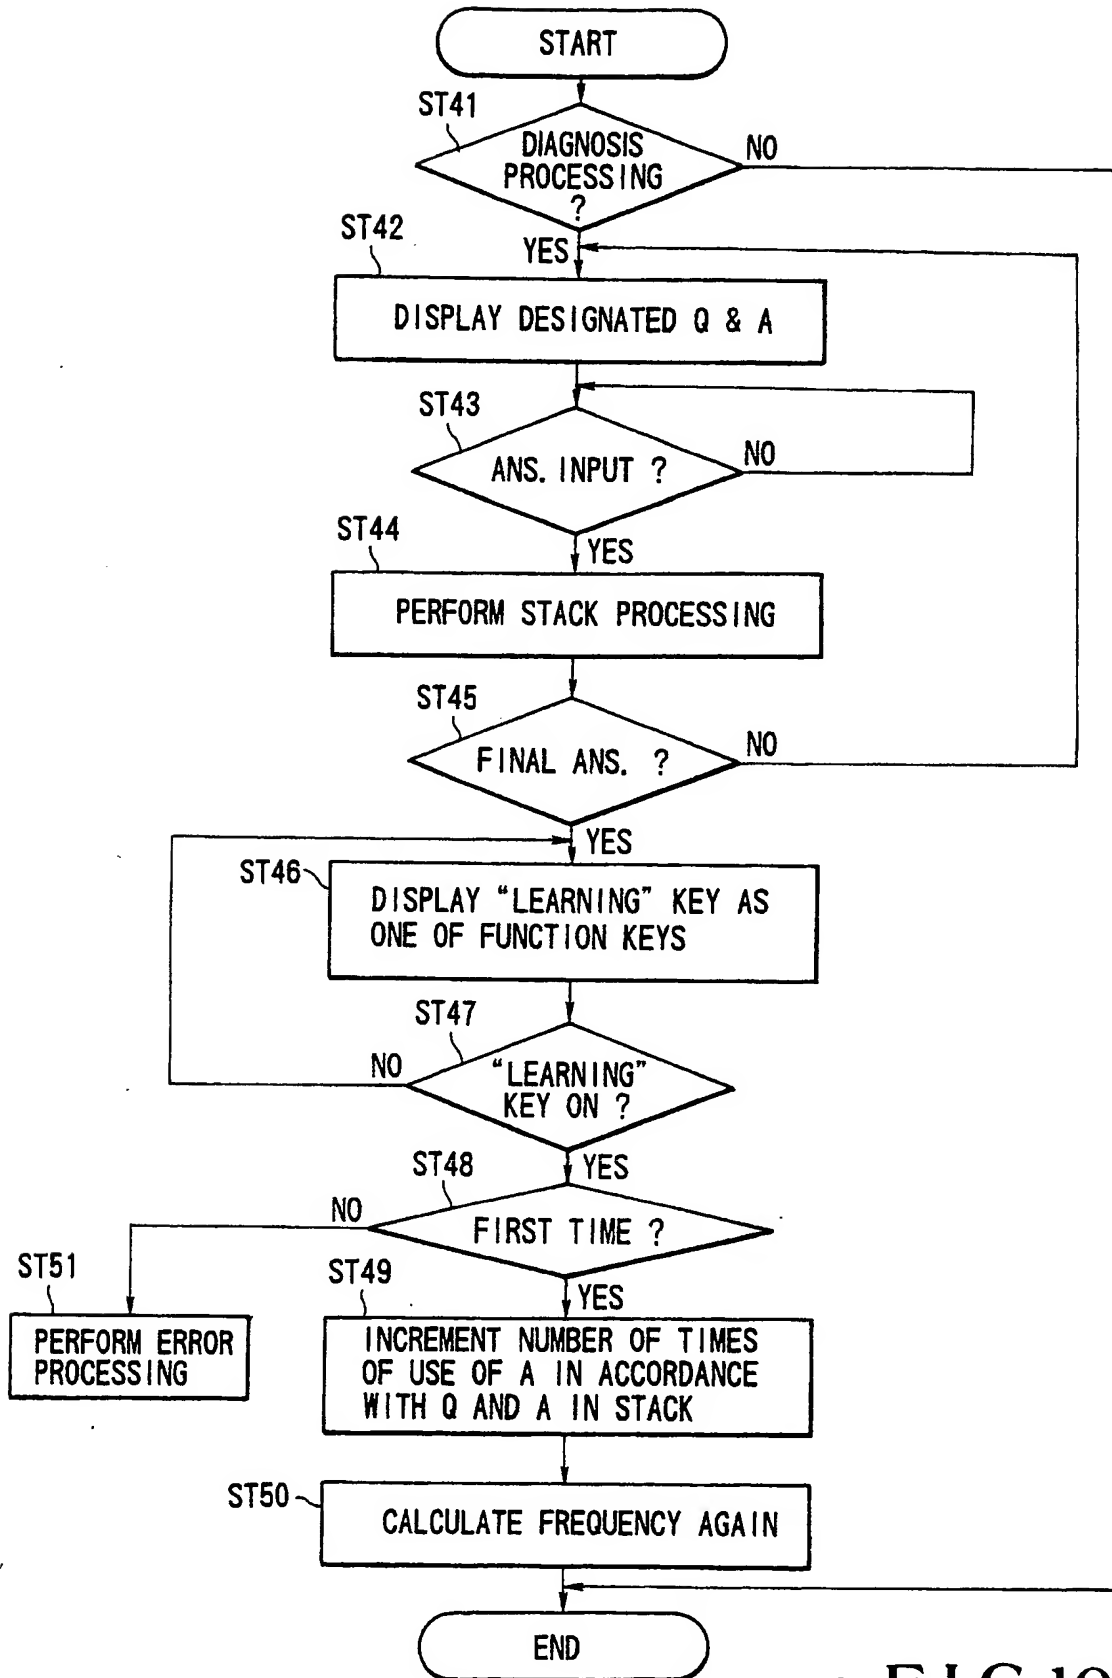 START
ST41
DIAGNOSIS
PROCESSING
?
NO
ST42
YES
DISPLAY DESIGNATED Q & A
ST43
ANS. INPUT ?
NO
ST44
YES
PERFORM STACK PROCESSING
ST45
FINAL ANS. ?
NO
YES
ST46
DISPLAY "LEARNING" KEY AS
ONE OF FUNCTION KEYS
ST47
NO
"LEARNING"
KEY ON ?
ST48
YES
NO
FIRST TIME ?
ST51
ST49
YES
PERFORM ERROR
PROCESSING
INCREMENT NUMBER OF TIMES
OF USE OF A IN ACCORDANCE
WITH Q AND A IN STACK
ST50
CALCULATE FREQUENCY AGAIN
END